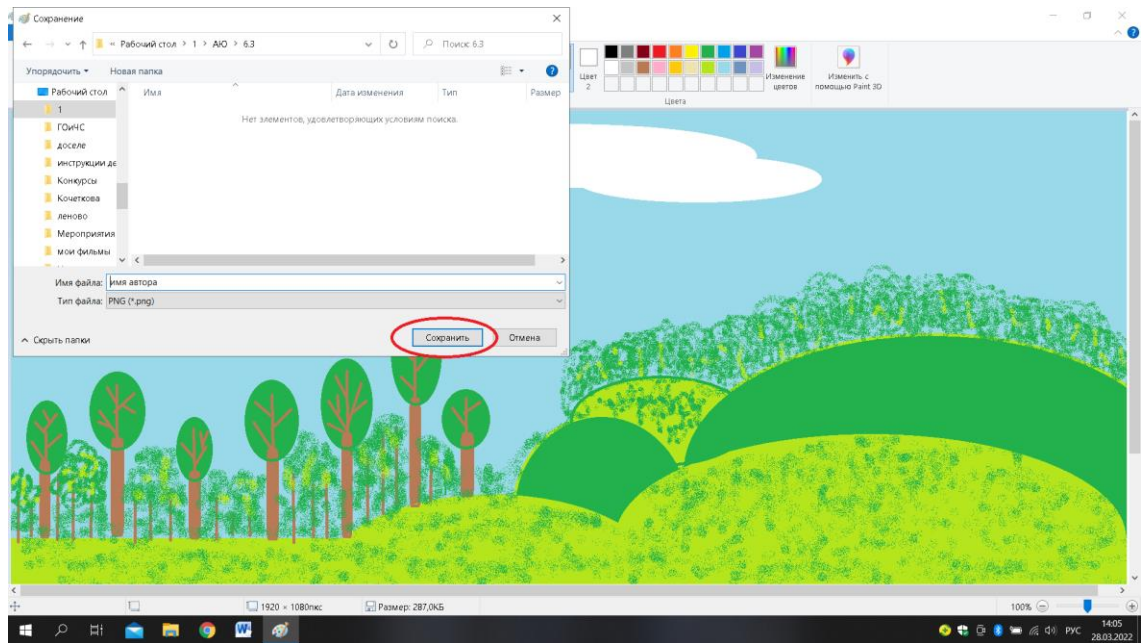 Сохранение
« Рабочий стол > 1 > АЮ > 6.3
Поиск: 6.3
Упорядочить
Новая папка
Рабочий стол
Имя
Дата изменения
Тип
Размер
1
Нет элементов, удовлетворяющих условиям поиска.
ГОиЧС
доселе
инструкции де
Конкурсы
Кочеткова
леново
Мероприятия
мои фильмы
Имя файла: имя автора
Тип файла: PNG (*.png)
Скрыть папки
Сохранить
Отмена
Цвет 2
Изменение цветов
Изменить с помощью Paint 3D
Цвета
1920 × 1080пкс
Размер: 287,0КБ
100%
РУС
14:05
28.03.2022